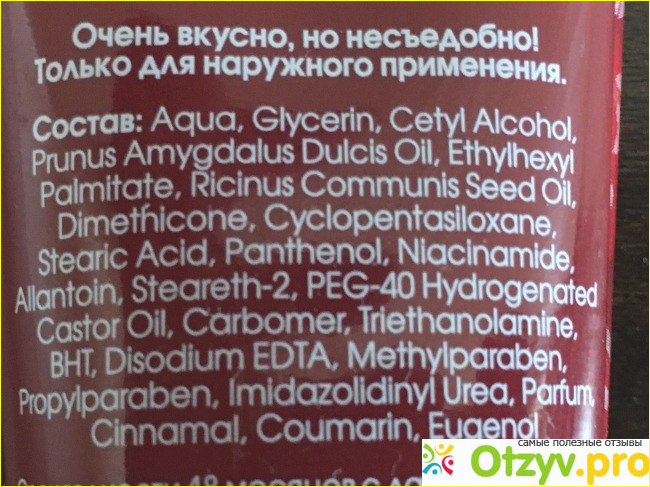 Очень вкусно, но несъедобно!
Только для наружного применения.
Состав: Aqua, Glycerin, Cetyl Alcohol,
Prunus Amygdalus Dulcis Oil, Ethylhexyl
Palmitate, Ricinus Communis Seed Oil,
Dimethicone, Cyclopentasiloxane,
Stearic Acid, Panthenol, Niacinamide,
Allantoin, Steareth-2, PEG-40 Hydrogenated
Castor Oil, Carbomer, Triethanolamine,
BHT, Disodium EDTA, Methylparaben,
Propylparaben, Imidazolidinyl Urea, Parfum,
Cinnamal, Coumarin, Eugenol
самые полезные отзывы
Otzyv.pro